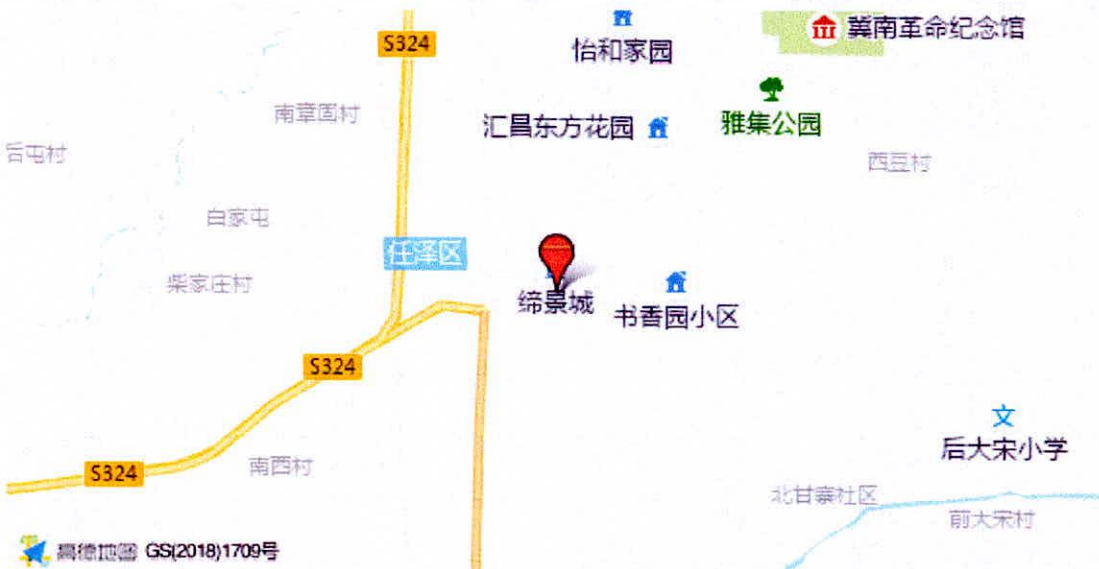 怡和家园
冀南革命纪念馆
S324
南章固村
汇昌东方花园
雅集公园
后屯村
西豆村
白家屯
任泽区
柴家庄村
缔景城
书香园小区
S324
后大宋小学
S324
南西村
北甘寨社区
前大宋村
高德地图 GS(2018)1709号